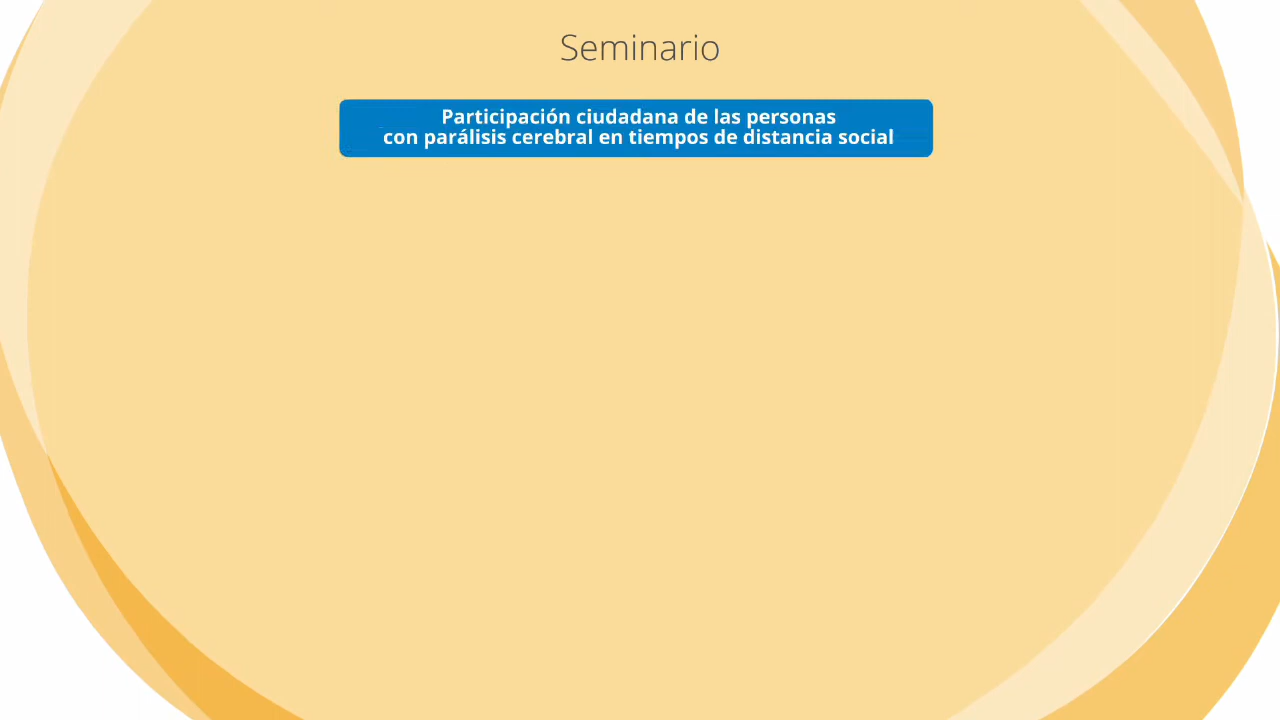 Seminario
Participación ciudadana de las personas
con parálisis cerebral en tiempos de distancia social